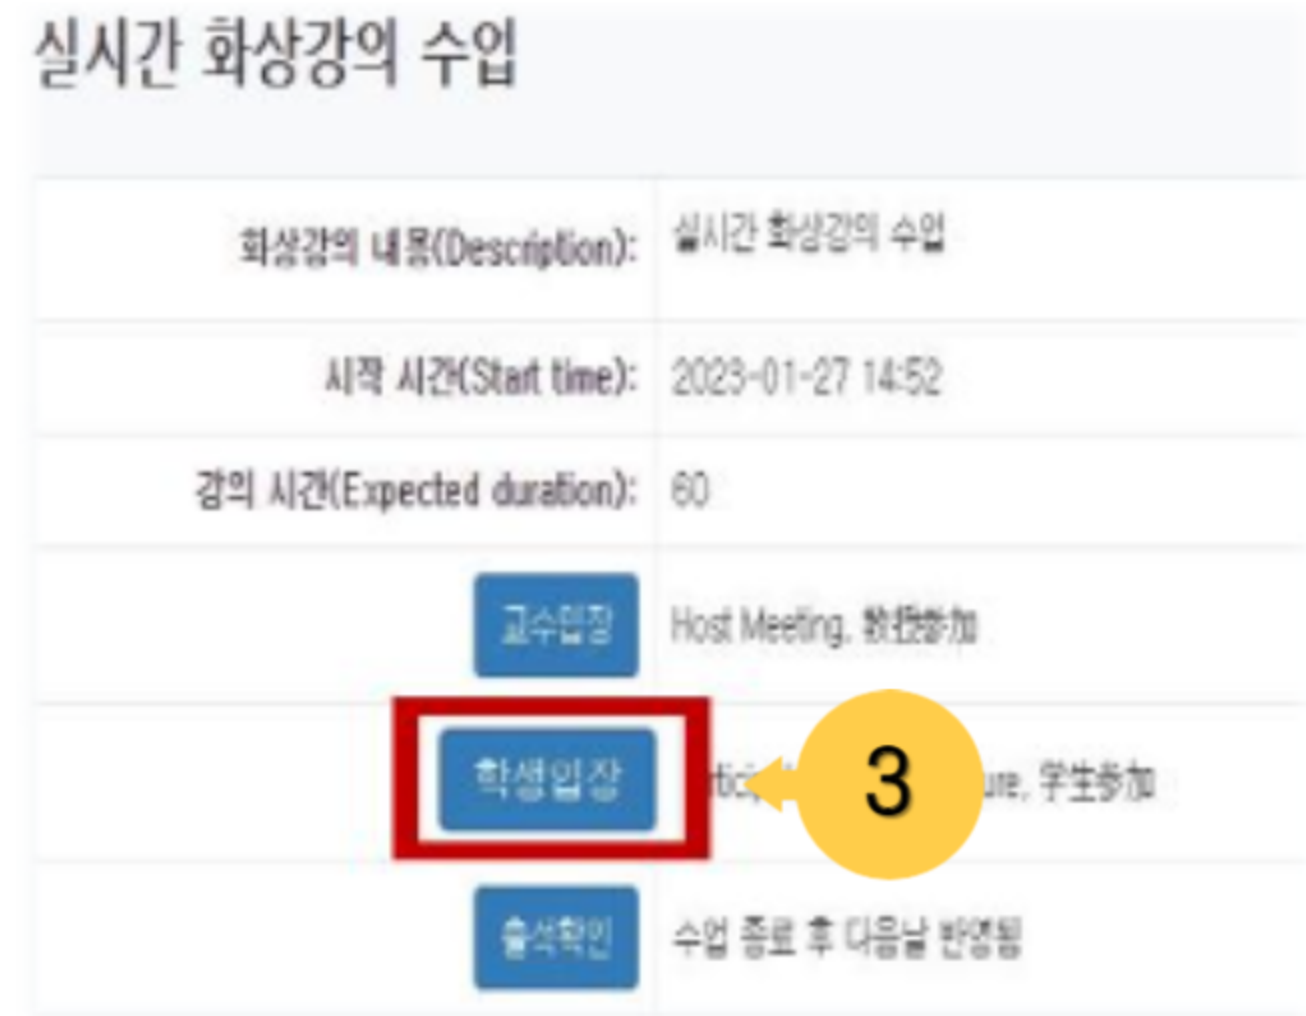 실시간 화상강의 수업
화상강의 내용(Description): 실시간 화상강의 수업
시작 시간(Start time): 2023-01-27 14:52
강의 시간(Expected duration): 60
교수입장 Host Meeting, 教授参加
학생입장 3 学生参加
출석확인 수업 종료 후 다음날 반영됨